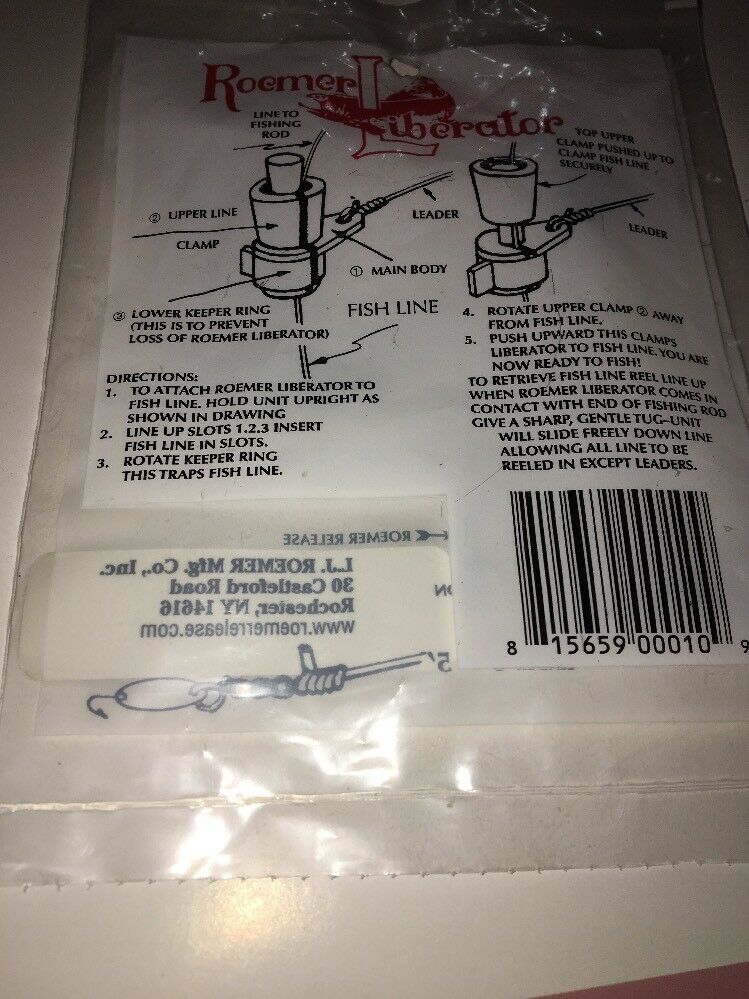 Roemer Liberator
LINE TO
FISHING
ROD
② UPPER LINE
CLAMP
LEADER
① MAIN BODY
③ LOWER KEEPER RING
(THIS IS TO PREVENT
LOSS OF ROEMER LIBERATOR)
FISH LINE
TOP UPPER
CLAMP PUSHED UP TO
CLAMP FISH LINE
SECURELY
LEADER
DIRECTIONS:
1. TO ATTACH ROEMER LIBERATOR TO
FISH LINE. HOLD UNIT UPRIGHT AS
SHOWN IN DRAWING
2. LINE UP SLOTS 1.2.3 INSERT
FISH LINE IN SLOTS.
3. ROTATE KEEPER RING
THIS TRAPS FISH LINE.
4. ROTATE UPPER CLAMP ② AWAY
FROM FISH LINE.
5. PUSH UPWARD THIS CLAMPS
LIBERATOR TO FISH LINE. YOU ARE
NOW READY TO FISH!
TO RETRIEVE FISH LINE REEL LINE UP
WHEN ROEMER LIBERATOR COMES IN
CONTACT WITH END OF FISHING ROD
GIVE A SHARP, GENTLE TUG-UNIT
WILL SLIDE FREELY DOWN LINE
ALLOWING ALL LINE TO BE
REELED IN EXCEPT LEADERS.
ROEMER RELEASE
L.J. ROEMER Mfg. Co., Inc.
30 Castleford Road
Rochester, NY 14616
www.roemerrelease.com
ON
5'
8 15659 00010 9